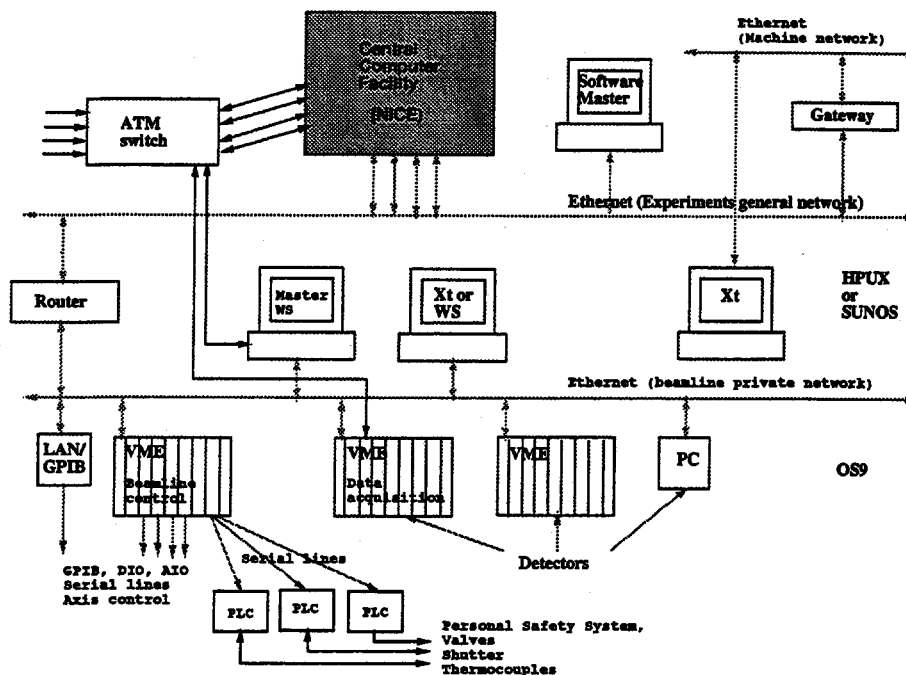 Ethernet
(Machine network)
Central
Computer
Facility
(NICE)
Software
Master
Gateway
ATM
switch
Ethernet (Experiments general network)
Router
Master
WS
Xt or
WS
Xt
HPUX
or
SUNOS
Ethernet (beamline private network)
LAN/
GPIB
VME
Beamline
control
VME
Data
acquisition
VME
PC
OS9
Detectors
Serial lines
GPIB, DIO, AIO
Serial lines
Axis control
PLC
PLC
PLC
Personal Safety System,
Valves
Shutter
Thermocouples